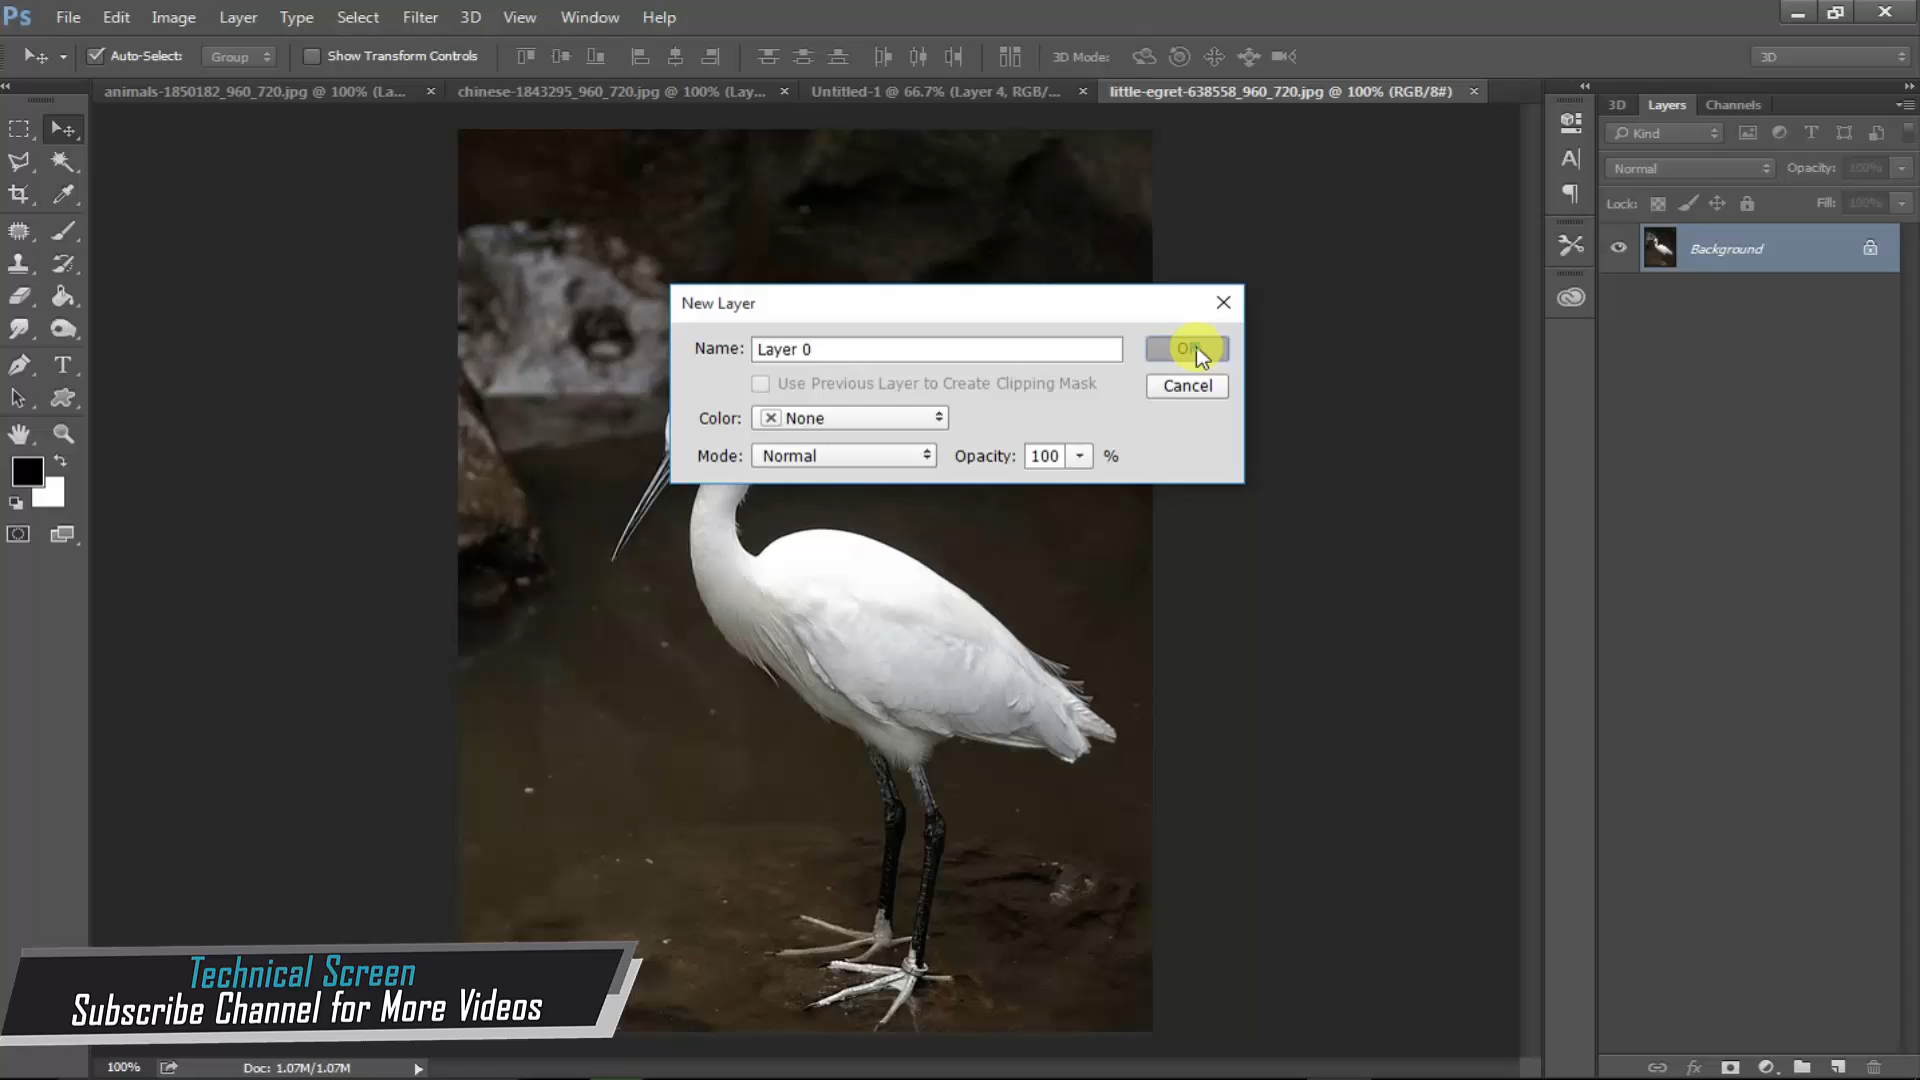 Ps File Edit Image Layer Type Select Filter 3D View Window Help
Auto-Select: Group Show Transform Controls 3D Mode: 3D
animals-1850182_960_720.jpg @ 100% (La... chinese-1843295_960_720.jpg @ 100% (Lay... Untitled-1 @ 66.7% (Layer 4, RGB/... little-egret-638558_960_720.jpg @ 100% (RGB/8#)
3D Layers Channels
Kind
Normal Opacity: 100%
Lock: Fill: 100%
Background
New Layer
Name: Layer 0
Use Previous Layer to Create Clipping Mask
Cancel
Color: None
Mode: Normal Opacity: 100 %
Technical Screen
Subscribe Channel for More Videos
100% Doc: 1.07M/1.07M